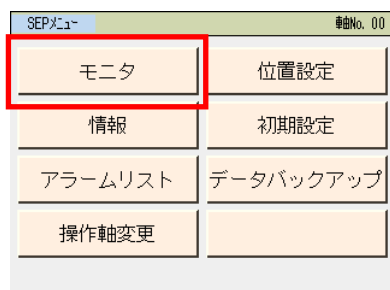 SEPメニュー 軸No. 00
モニタ 位置設定
情報 初期設定
アラームリスト データバックアップ
操作軸変更